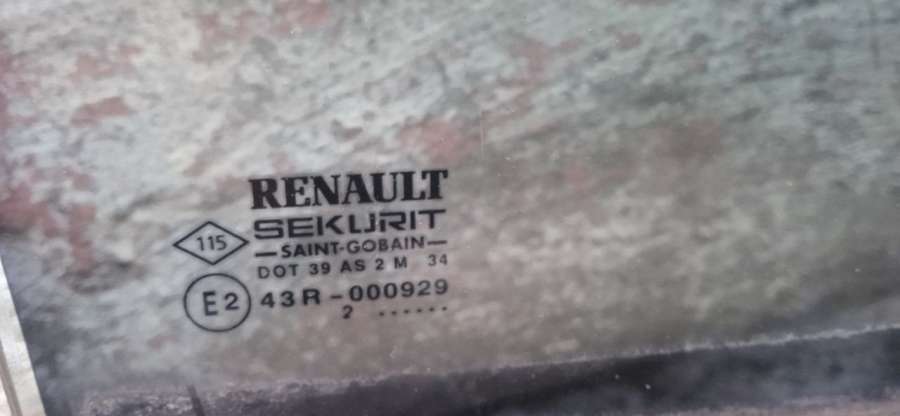 RENAULT
SEKURIT
115
—SAINT-GOBAIN—
DOT 39 AS 2 M 34
E2 43R-000929
2 ......